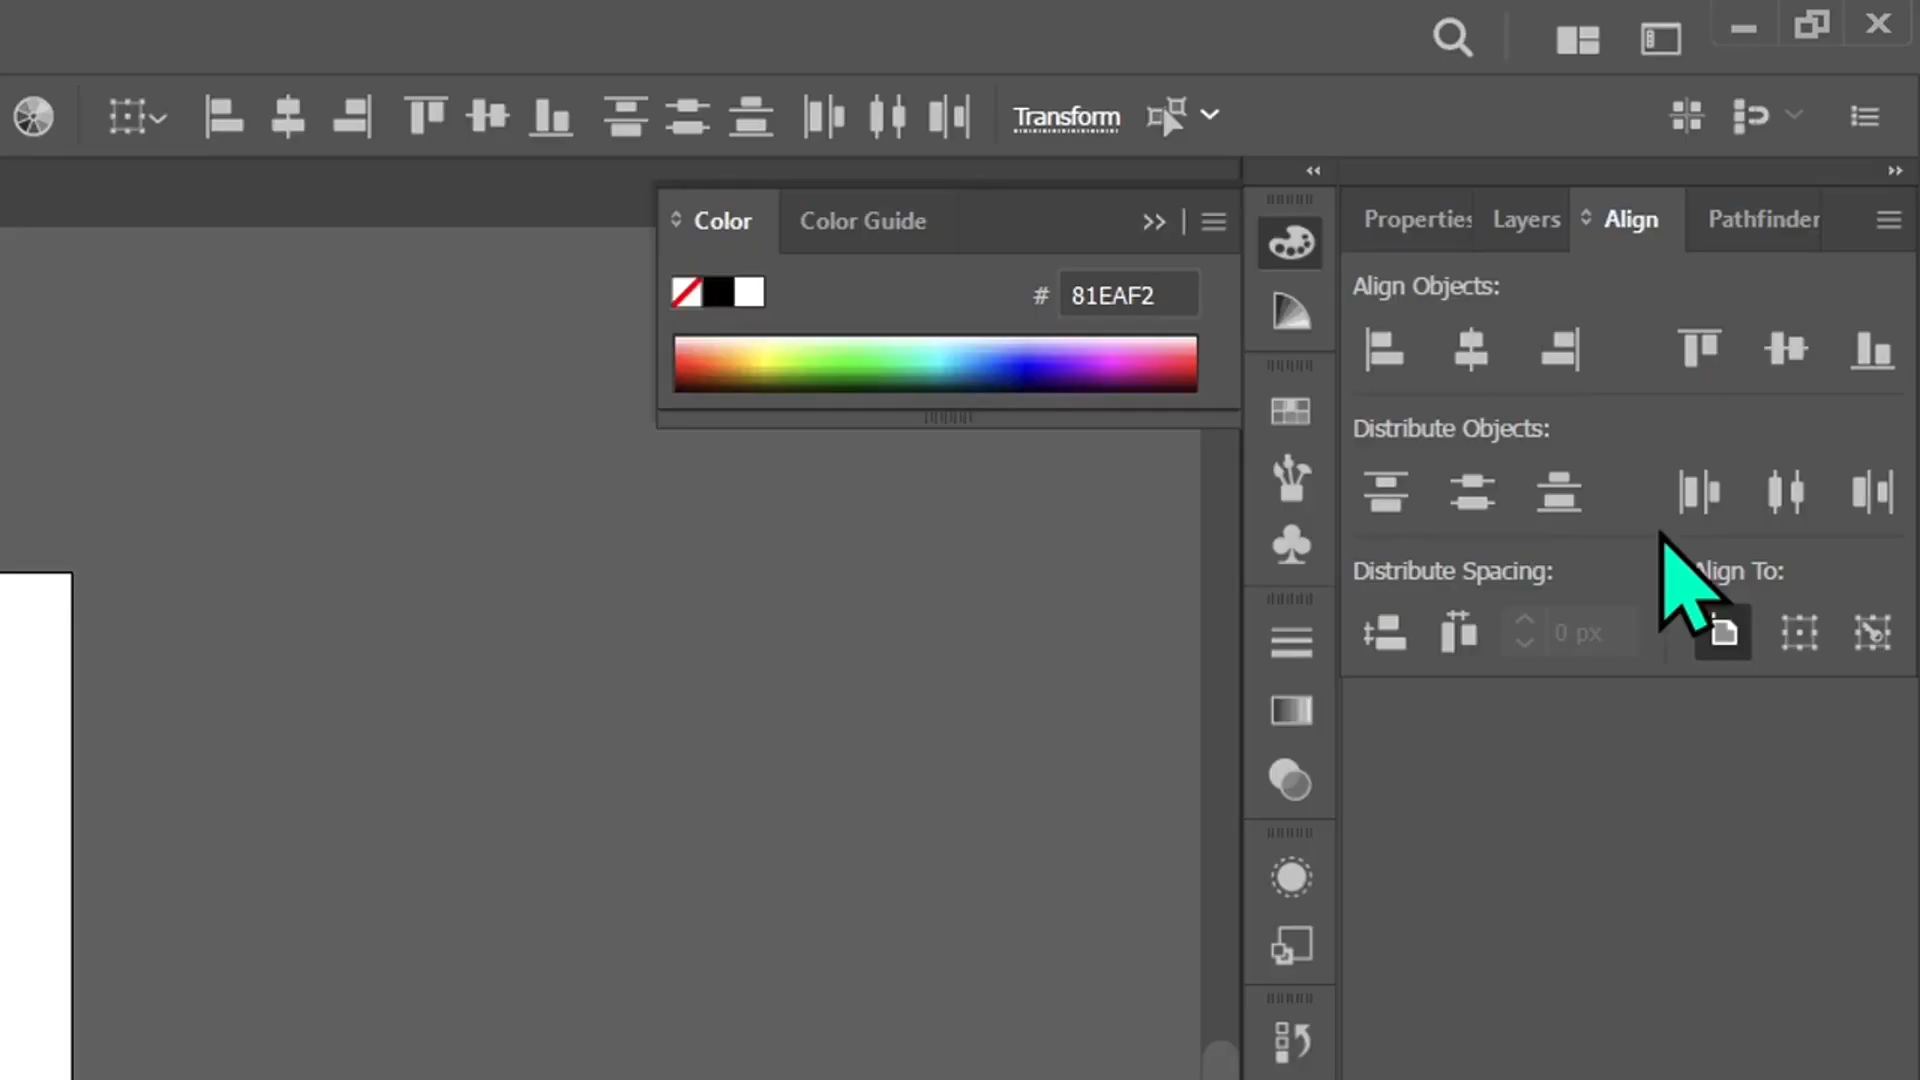 Transform
Color
Color Guide
Properties
Layers
Align
Pathfinder
# 81EAF2
Align Objects:
Distribute Objects:
Distribute Spacing:
Align To:
0 px